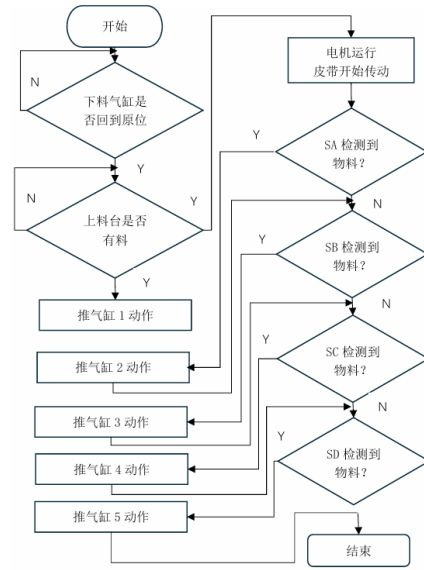 开始
N
下料气缸是
否回到原位
Y
N
上料台是否
有料
Y
Y
推气缸 1 动作
推气缸 2 动作
推气缸 3 动作
推气缸 4 动作
推气缸 5 动作
电机运行
皮带开始传动
Y
SA 检测到
物料?
N
Y
SB 检测到
物料?
N
Y
SC 检测到
物料?
N
Y
SD 检测到
物料?
结束